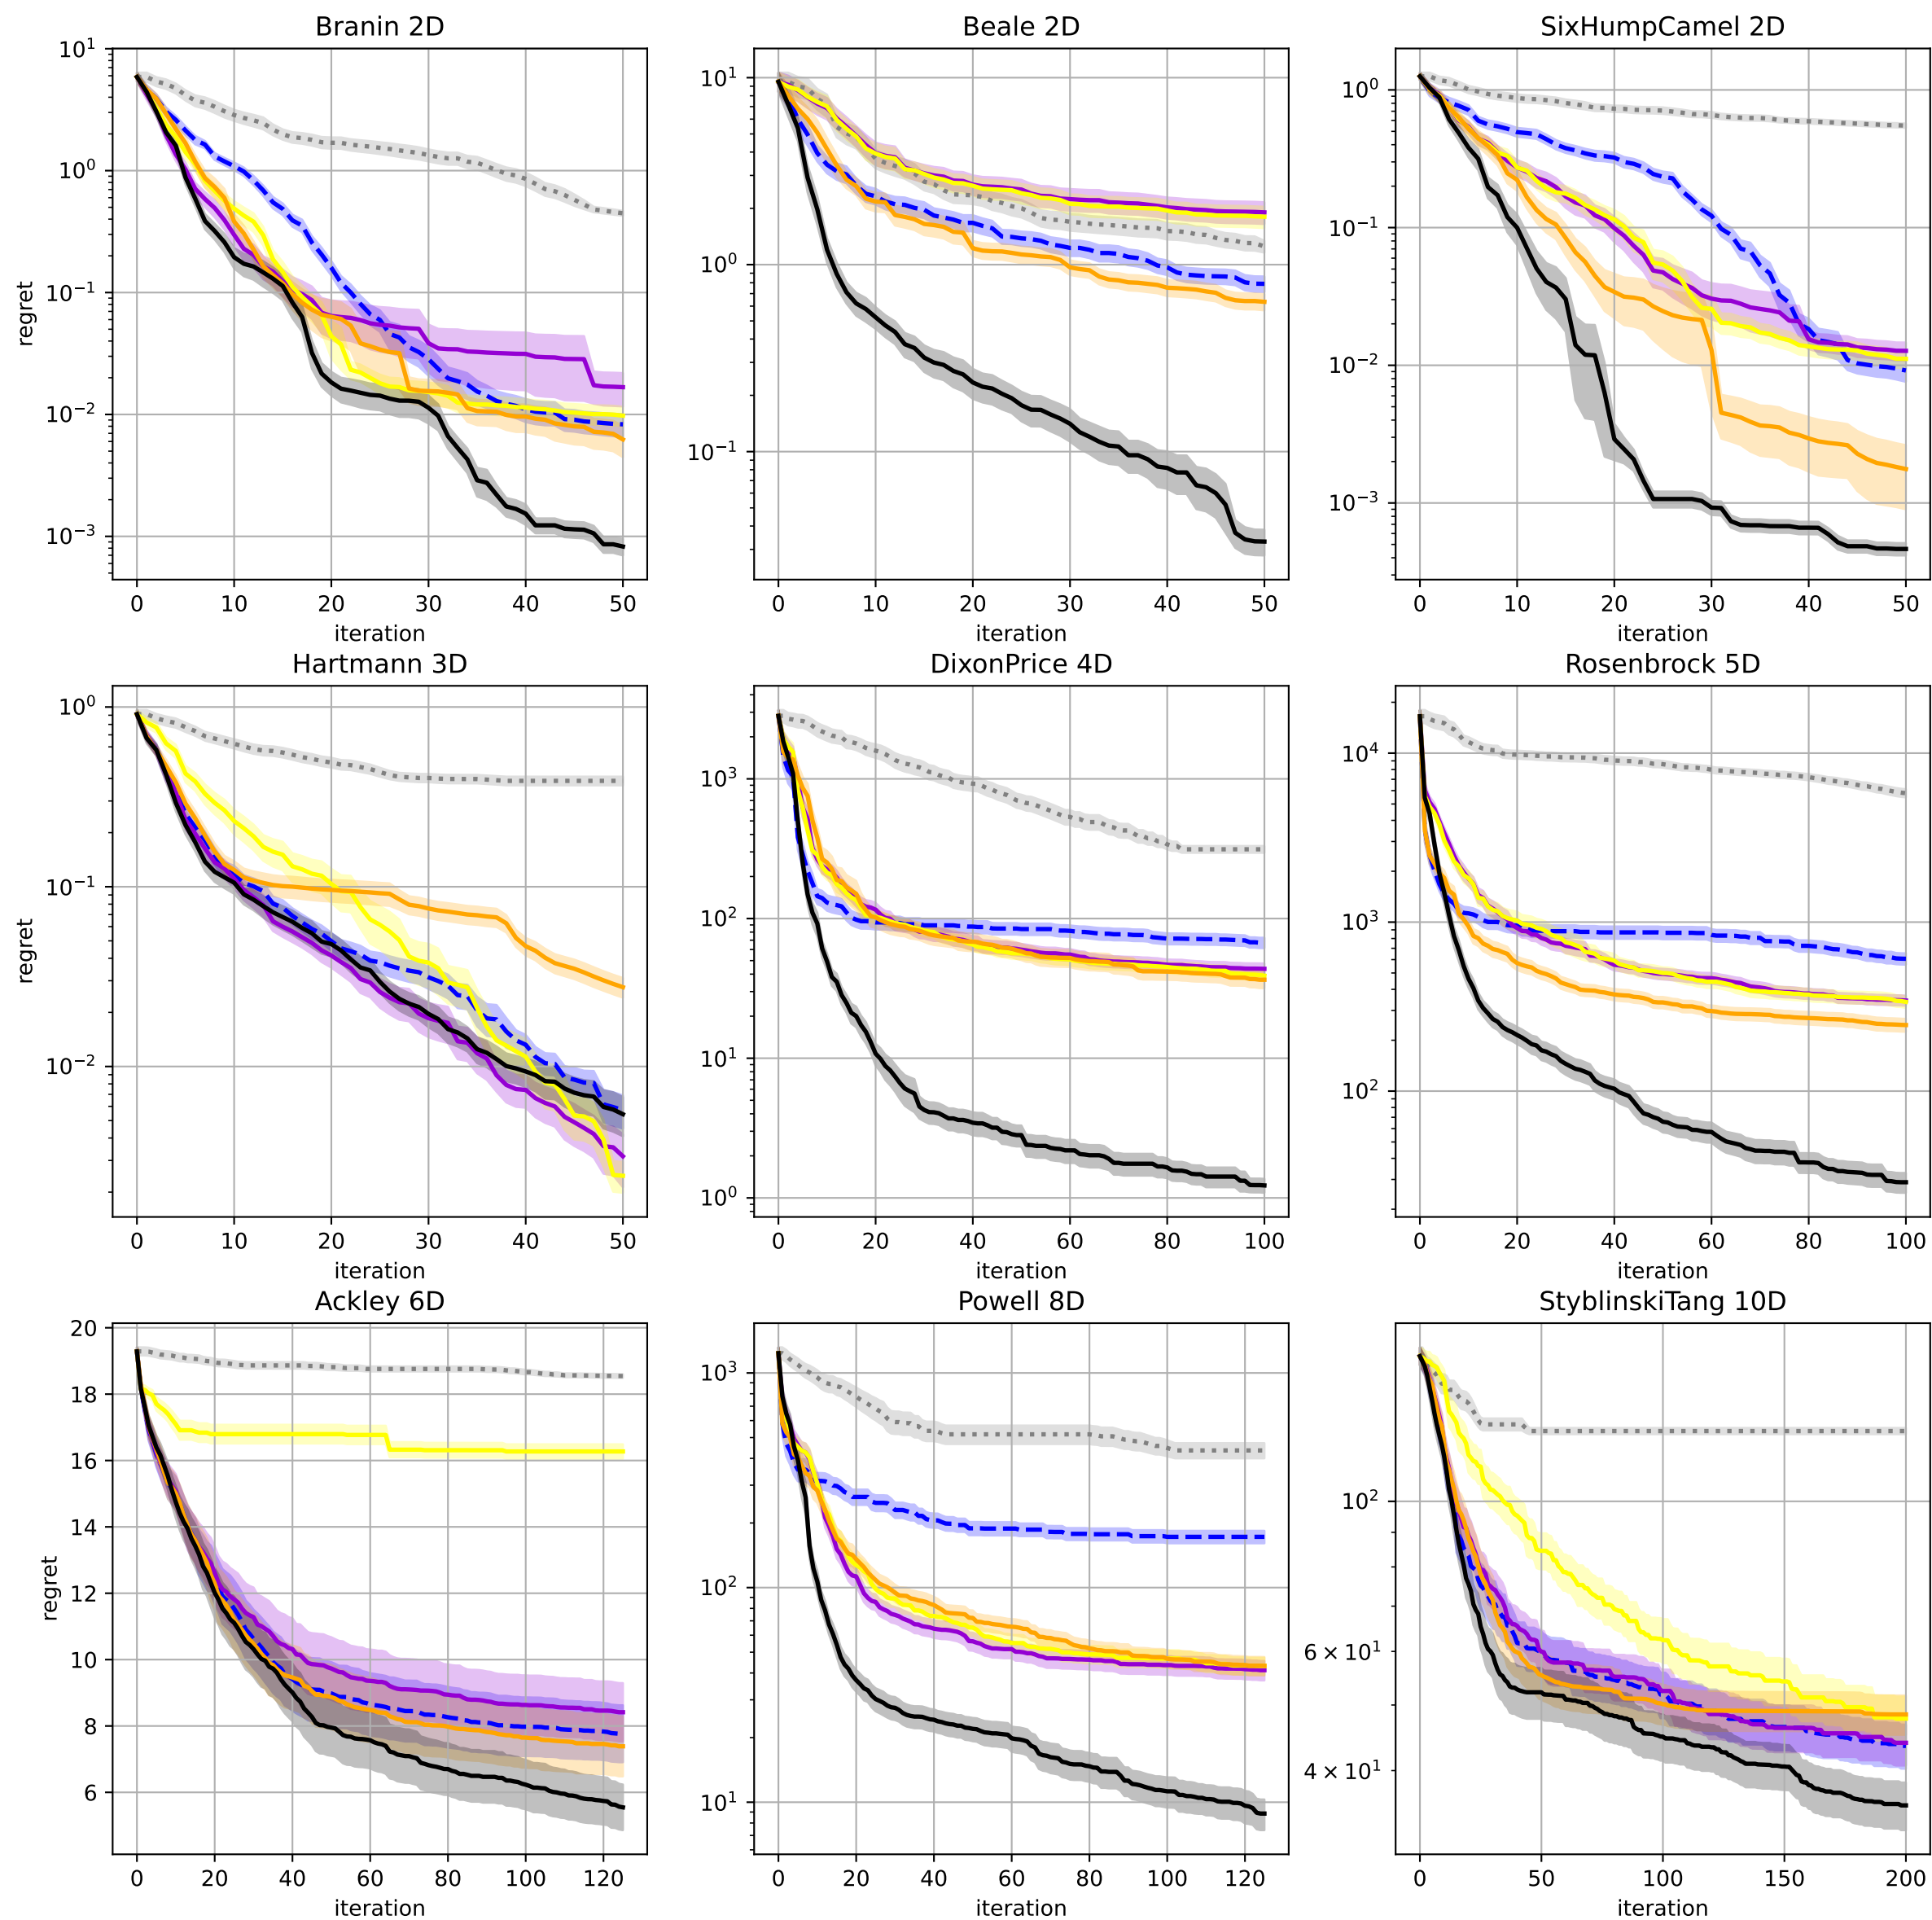 Branin 2D
Beale 2D
SixHumpCamel 2D
10^1
10^0
10^−1
10^−2
10^−3
regret
0 10 20 30 40 50
iteration
10^1
10^0
10^−1
0 10 20 30 40 50
iteration
10^0
10^−1
10^−2
10^−3
0 10 20 30 40 50
iteration
Hartmann 3D
DixonPrice 4D
Rosenbrock 5D
10^0
10^−1
10^−2
regret
0 10 20 30 40 50
iteration
10^3
10^2
10^1
10^0
0 20 40 60 80 100
iteration
10^4
10^3
10^2
0 20 40 60 80 100
iteration
Ackley 6D
Powell 8D
StyblinskiTang 10D
20
18
16
14
12
10
8
6
regret
0 20 40 60 80 100 120
iteration
10^3
10^2
10^1
0 20 40 60 80 100 120
iteration
10^2
6 × 10^1
4 × 10^1
0 50 100 150 200
iteration